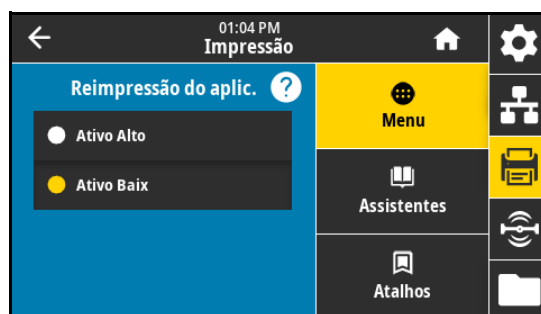 01:04 PM
Impressão
Reimpressão do aplic. ?
Ativo Alto
Ativo Baix
Menu
Assistentes
Atalhos